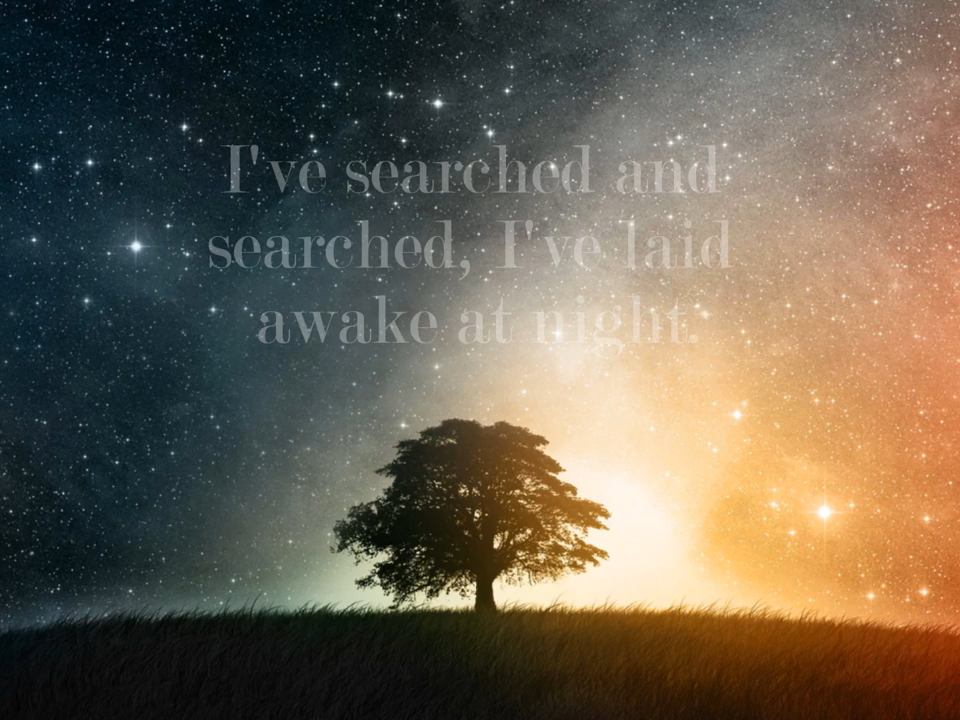 I've searched and
searched, I've laid
awake at night.